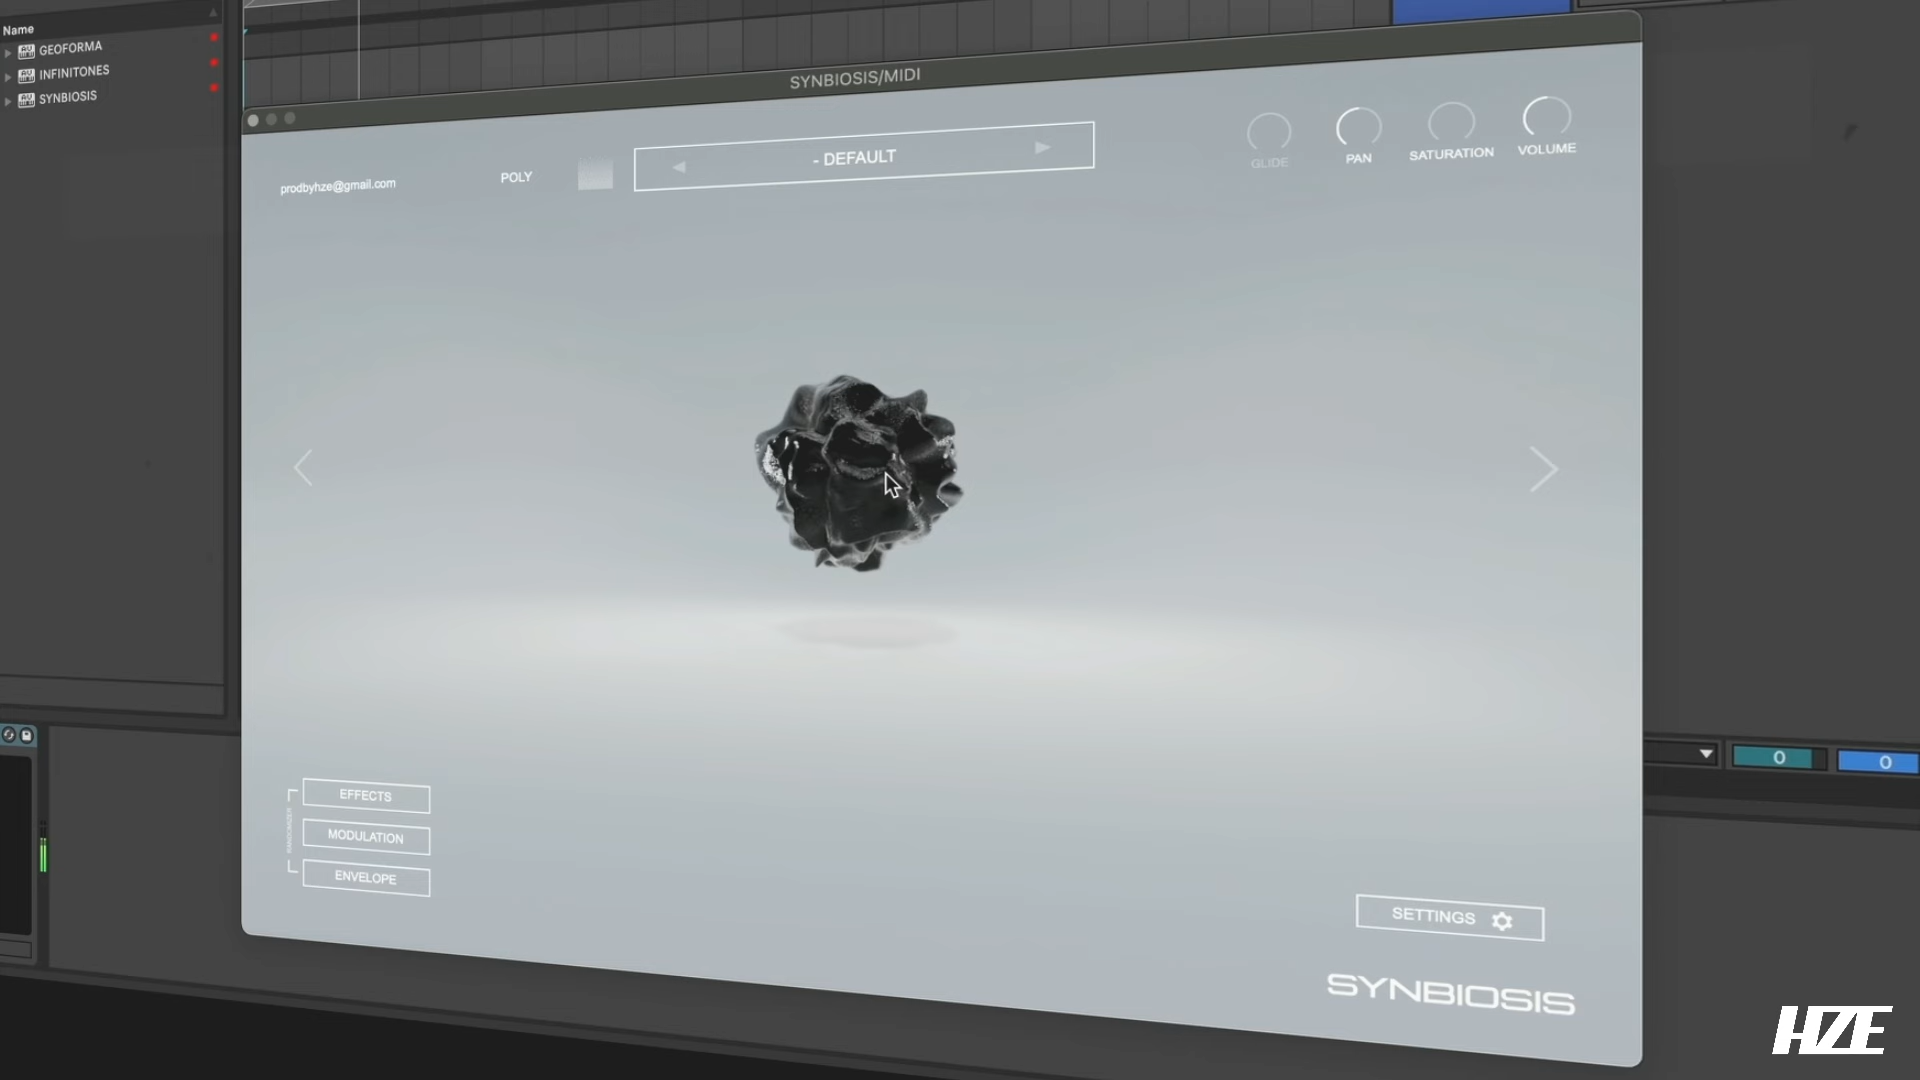 Name
GEOFORMA
INFINITONES
SYNBIOSIS
SYNBIOSIS/MIDI
prodbyhze@gmail.com
POLY
- DEFAULT
GLIDE
PAN
SATURATION
VOLUME
RANDOMIZER
EFFECTS
MODULATION
ENVELOPE
0
0
SETTINGS
SYNBIOSIS
HZE